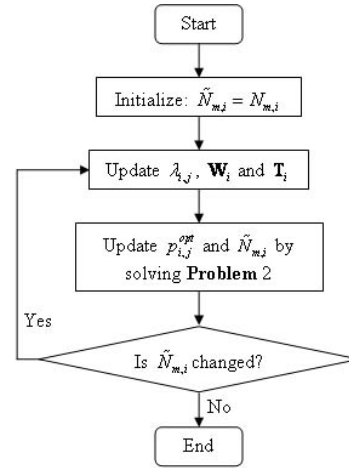 Start
Initialize: Ñ_{m,i} = N_{m,i}
Update λ_{i,j}, W_i and T_i
Update p_{i,j}^{opt} and Ñ_{m,i} by
solving Problem 2
Yes
Is Ñ_{m,i} changed?
No
End